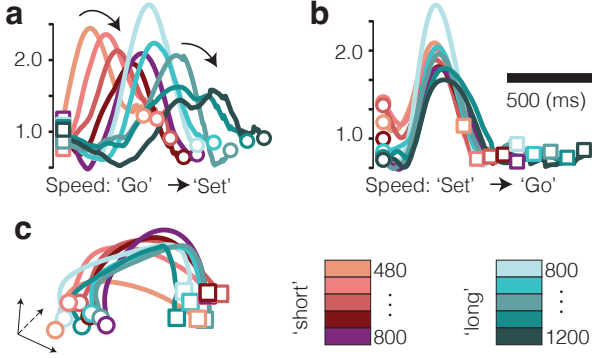 a
2.0
1.0
Speed: ‘Go’ → ‘Set’
b
2.0
1.0
500 (ms)
Speed: ‘Set’ → ‘Go’
c
‘short’
480
⋮
800
‘long’
800
⋮
1200